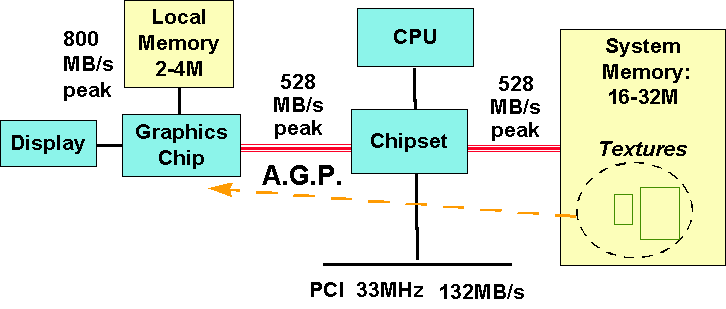 800
MB/s
peak
Local
Memory
2-4M
CPU
System
Memory:
16-32M
528
MB/s
peak
528
MB/s
peak
Display
Graphics
Chip
Chipset
Textures
A.G.P.
PCI 33MHz 132MB/s